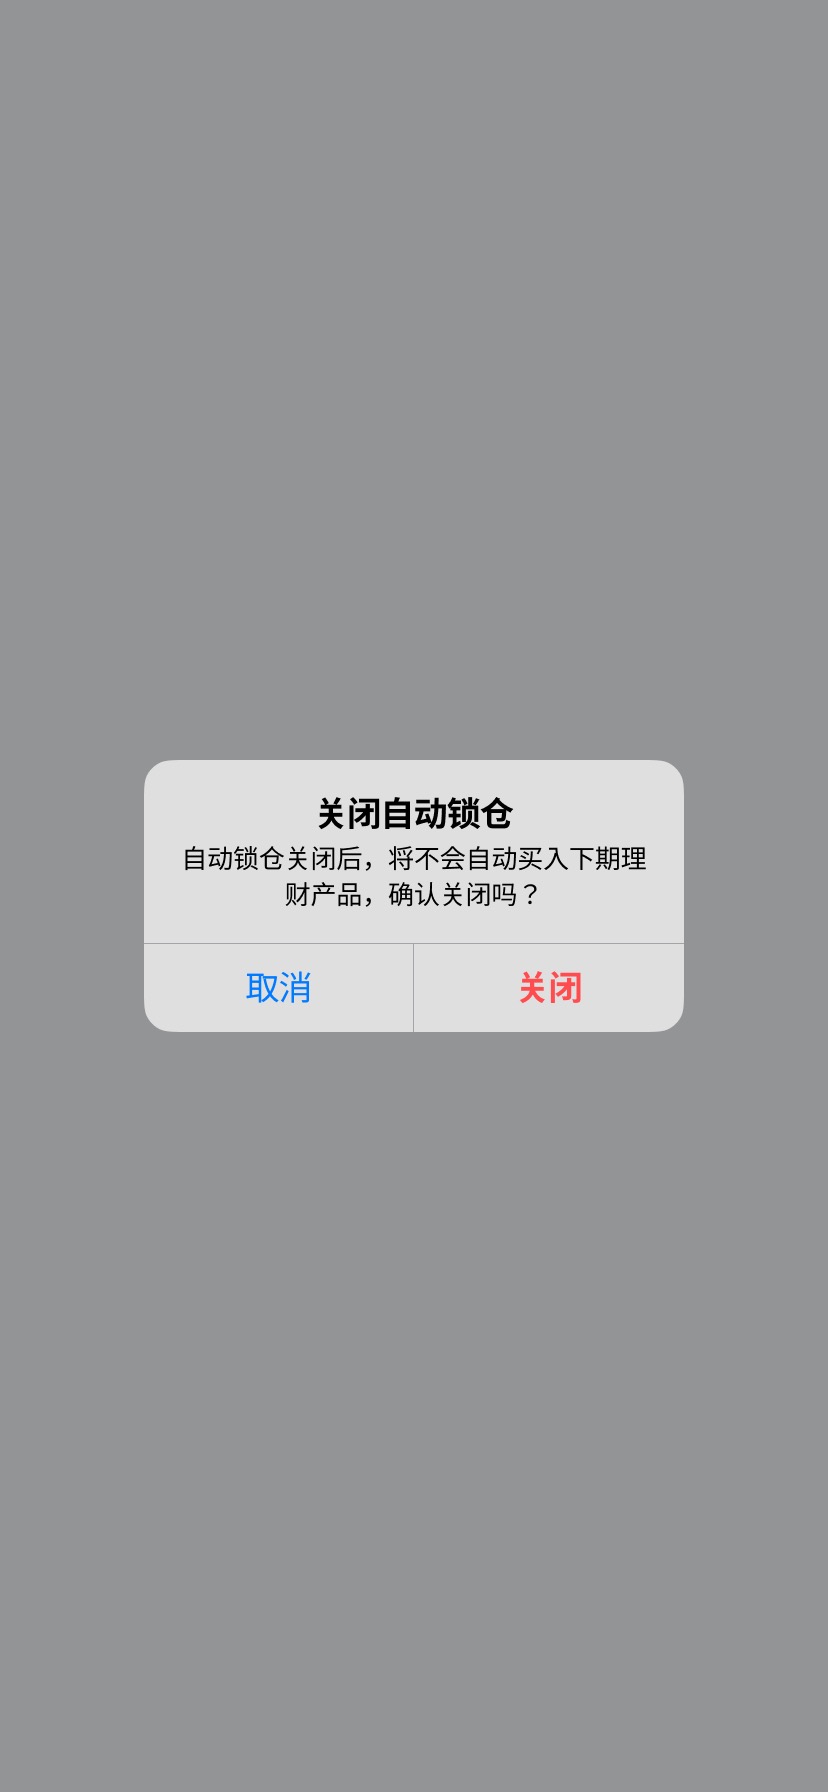 关闭自动锁仓
自动锁仓关闭后，将不会自动买入下期理
财产品，确认关闭吗？
取消
关闭